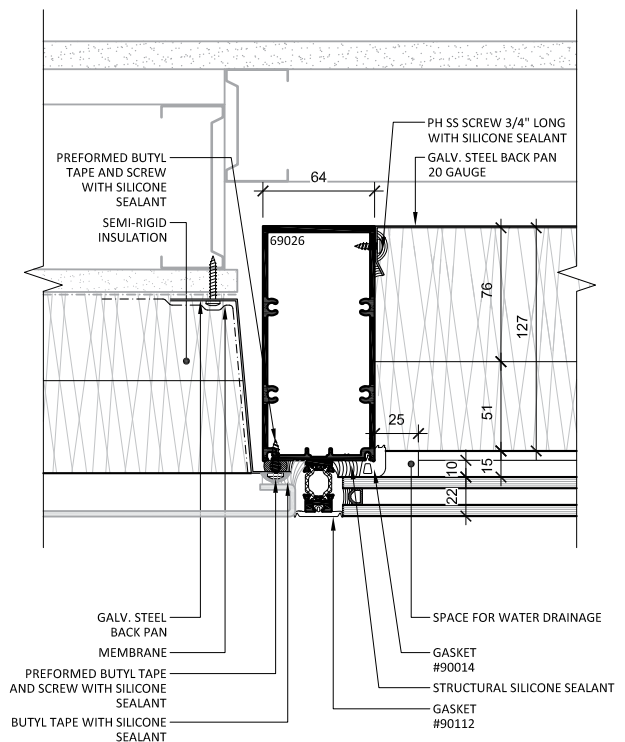 PH SS SCREW 3/4" LONG
WITH SILICONE SEALANT
GALV. STEEL BACK PAN
20 GAUGE
PREFORMED BUTYL
TAPE AND SCREW
WITH SILICONE
SEALANT
SEMI-RIGID
INSULATION
64
69026
76
127
51
25
10
15
22
GALV. STEEL
BACK PAN
MEMBRANE
PREFORMED BUTYL TAPE
AND SCREW WITH SILICONE
SEALANT
BUTYL TAPE WITH SILICONE
SEALANT
SPACE FOR WATER DRAINAGE
GASKET
#90014
STRUCTURAL SILICONE SEALANT
GASKET
#90112